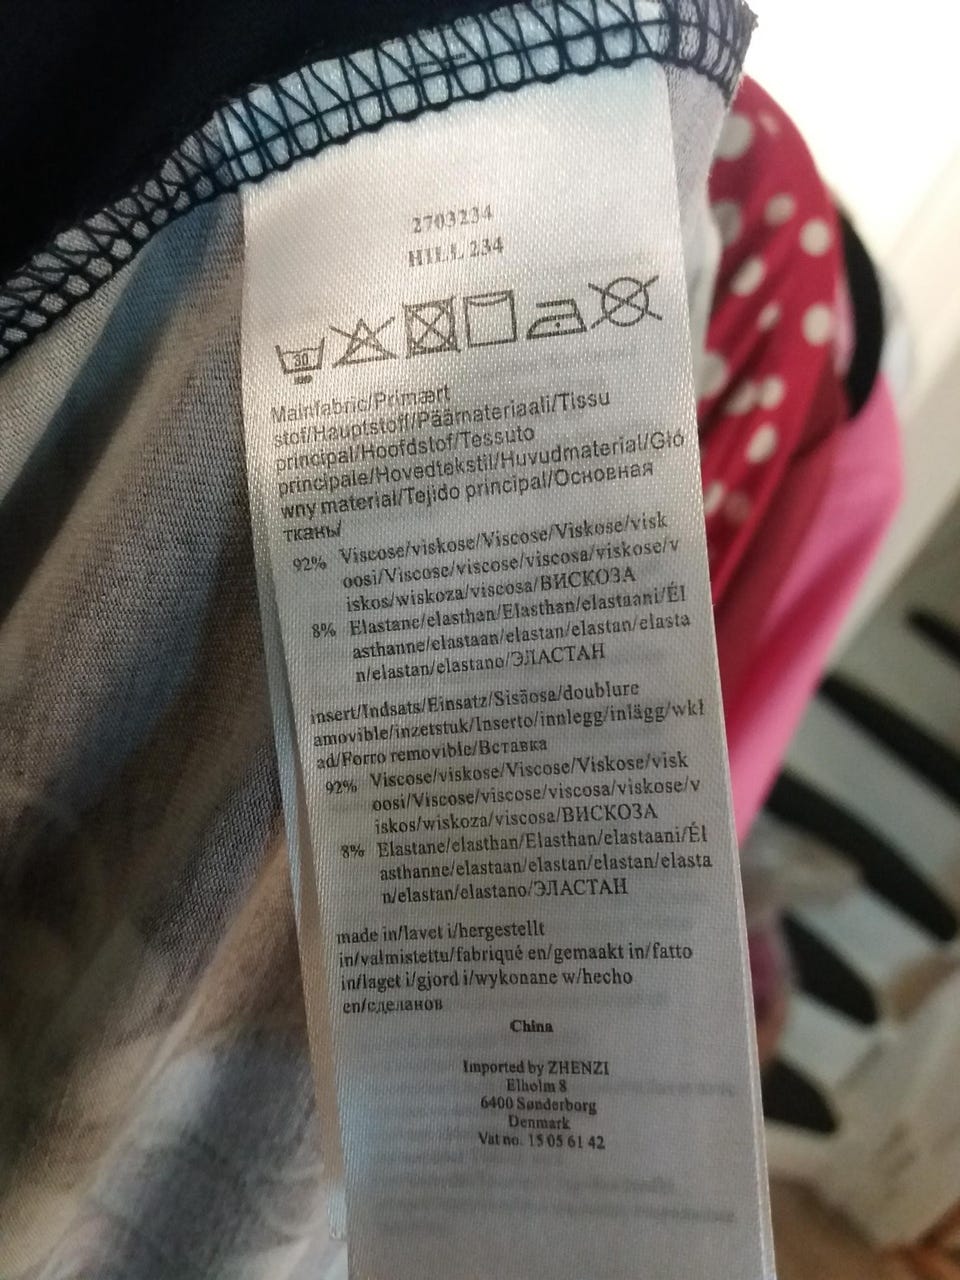 2703234
HILL 234
30
Mainfabric/Primært
stof/Hauptstoff/Päämateriaali/Tissu
principal/Hoofdstof/Tessuto
principale/Hovedtekstil/Huvudmaterial/Głó
wny materiał/Tejido principal/Основная
ткань/
92% Viscose/viskose/Viscose/Viskose/visk
oosi/Viscose/viscose/viscosa/viskose/v
iskos/wiskoza/viscosa/ВИСКОЗА
8% Elastane/elasthan/Elasthan/elastaani/Él
asthanne/elastaan/elastan/elastan/elasta
n/elastan/elastano/ЭЛАСТАН
insert/Indsats/Einsatz/Sisäosa/doublure
amovible/inzetstuk/Inserto/innlegg/inlägg/wkł
ad/Forro removible/Вставка
92% Viscose/viskose/Viscose/Viskose/visk
oosi/Viscose/viscose/viscosa/viskose/v
iskos/wiskoza/viscosa/ВИСКОЗА
8% Elastane/elasthan/Elasthan/elastaani/Él
asthanne/elastaan/elastan/elastan/elasta
n/elastan/elastano/ЭЛАСТАН
made in/lavet i/hergestellt
in/valmistettu/fabriqué en/gemaakt in/fatto
in/laget i/gjord i/wykonane w/hecho
en/сделанов
China
Imported by ZHENZI
Elholm 8
6400 Sønderborg
Denmark
Vat no. 15 05 61 42